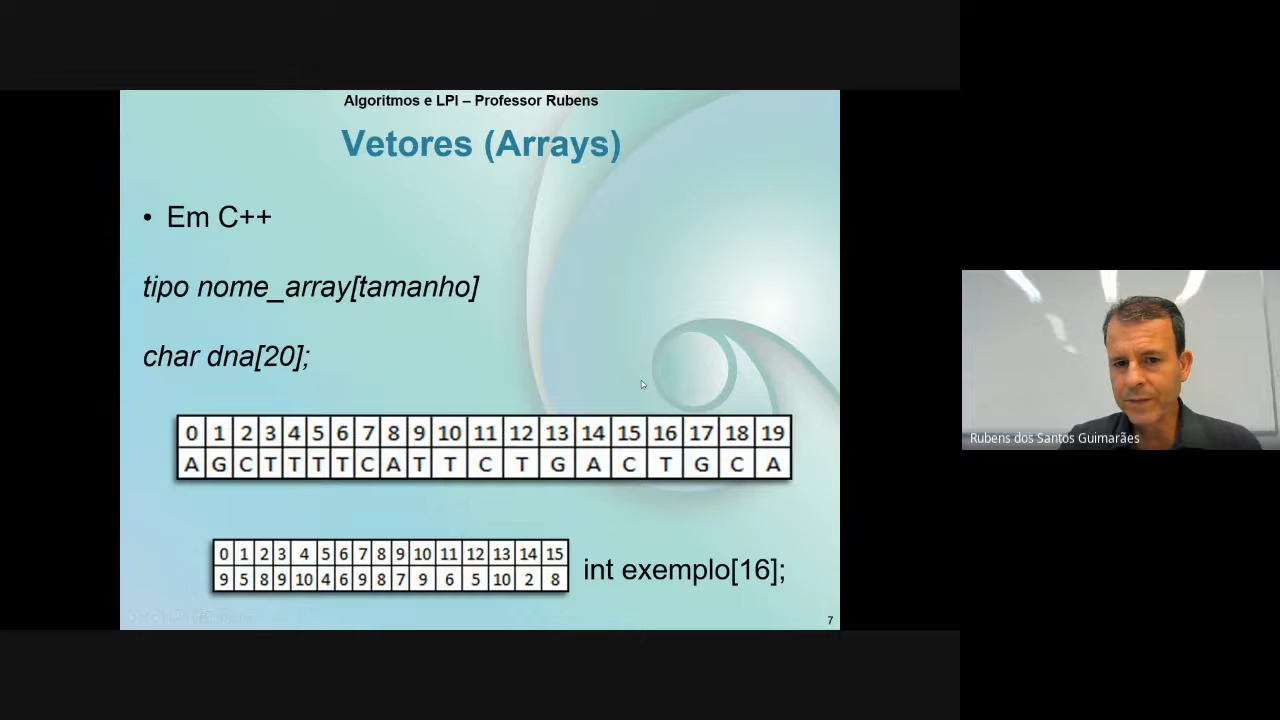 Algoritmos e LPI – Professor Rubens
Vetores (Arrays)
• Em C++
tipo nome_array[tamanho]
char dna[20];
0 1 2 3 4 5 6 7 8 9 10 11 12 13 14 15 16 17 18 19
A G C T T T T C A T T C T G A C T G C A
0 1 2 3 4 5 6 7 8 9 10 11 12 13 14 15
9 5 8 9 10 4 6 9 8 7 9 6 5 10 2 8
int exemplo[16];
7
Rubens dos Santos Guimarães